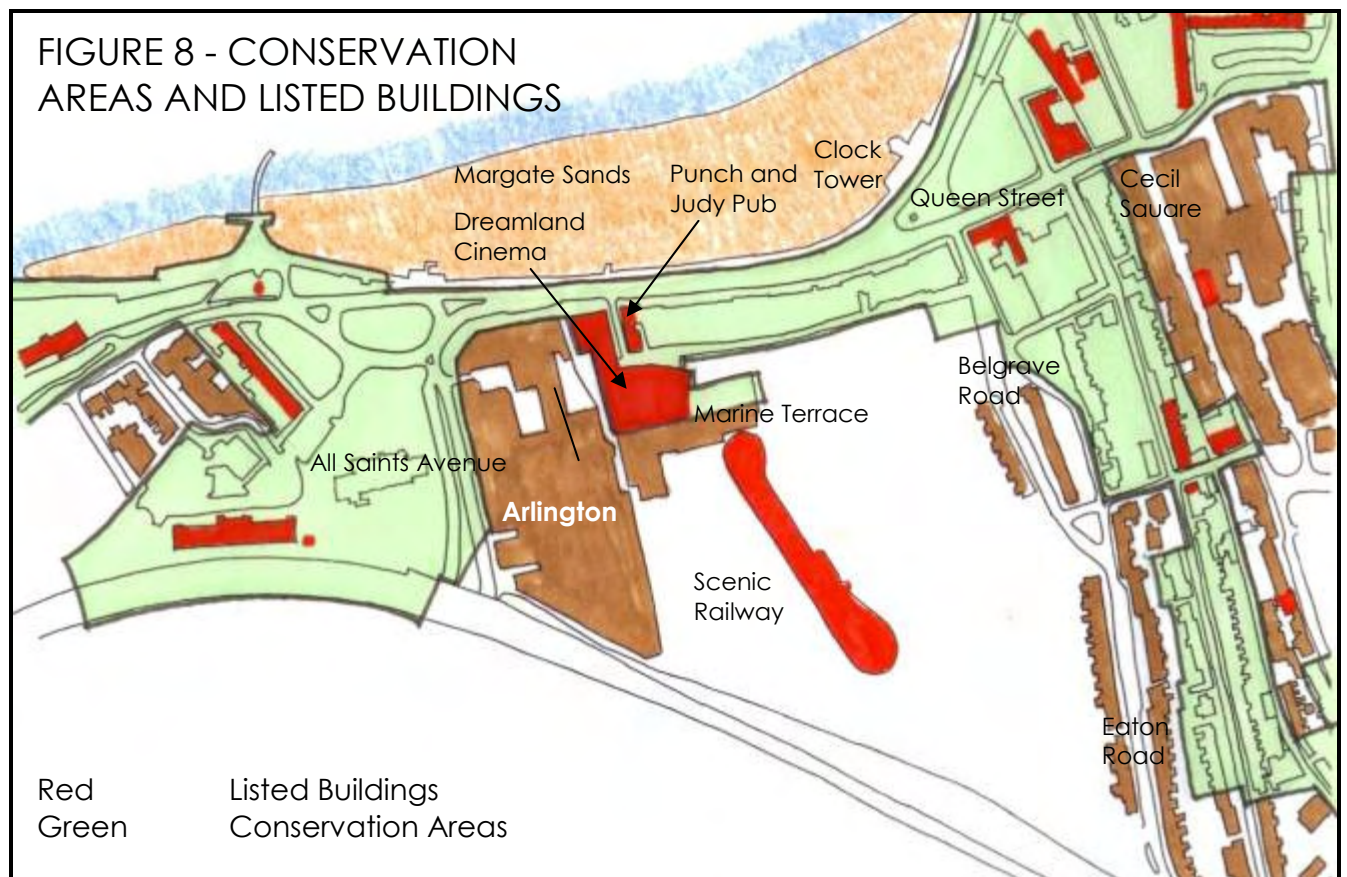 FIGURE 8 - CONSERVATION
AREAS AND LISTED BUILDINGS
Margate Sands
Punch and
Judy Pub
Clock
Tower
Dreamland
Cinema
Queen Street
Cecil
Sauare
Belgrave
Road
Marine Terrace
All Saints Avenue
Arlington
Scenic
Railway
Eaton
Road
Red Listed Buildings
Green Conservation Areas